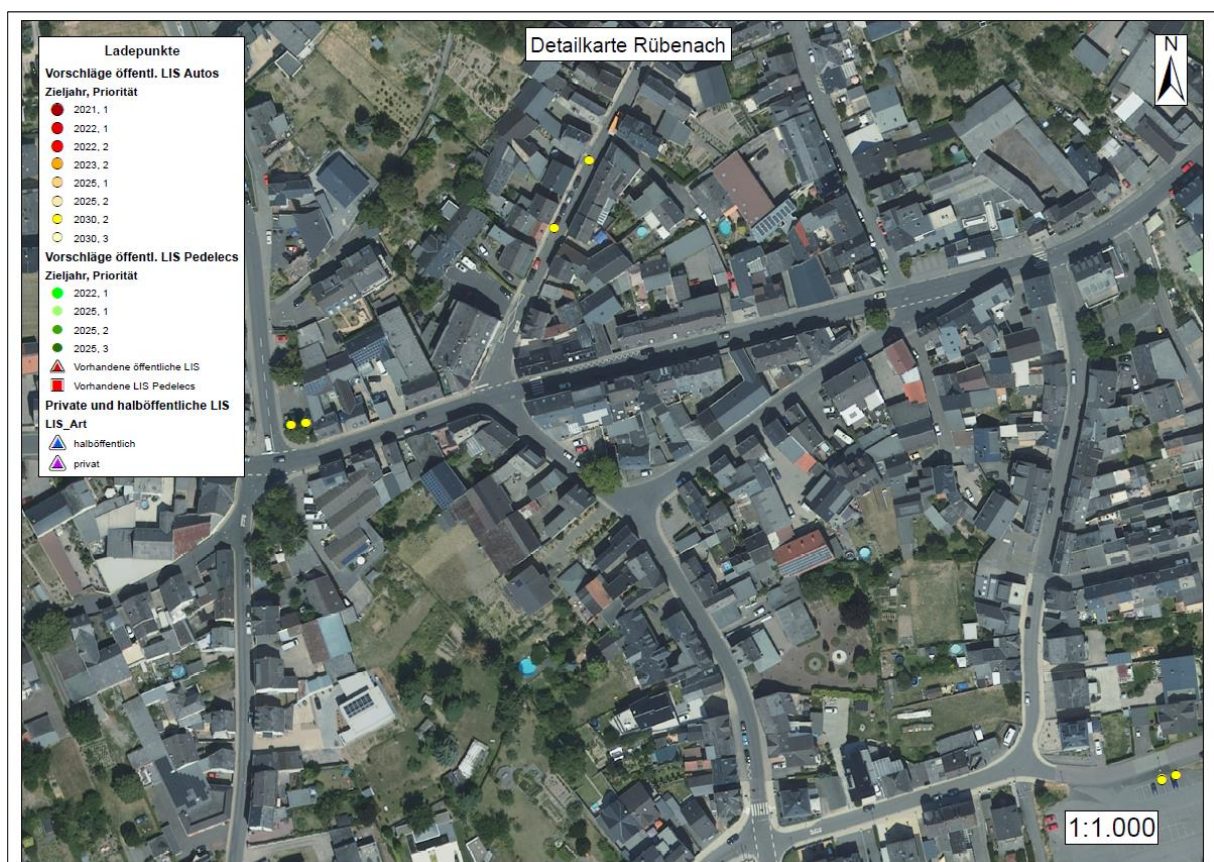 Detailkarte Rübenach
N
Ladepunkte
Vorschläge öffentl. LIS Autos
Zieljahr, Priorität
2021, 1
2022, 1
2022, 2
2023, 2
2025, 1
2025, 2
2030, 2
2030, 3
Vorschläge öffentl. LIS Pedelecs
Zieljahr, Priorität
2022, 1
2025, 1
2025, 2
2025, 3
Vorhandene öffentliche LIS
Vorhandene LIS Pedelecs
Private und halböffentliche LIS
LIS_Art
halböffentlich
privat
1:1.000